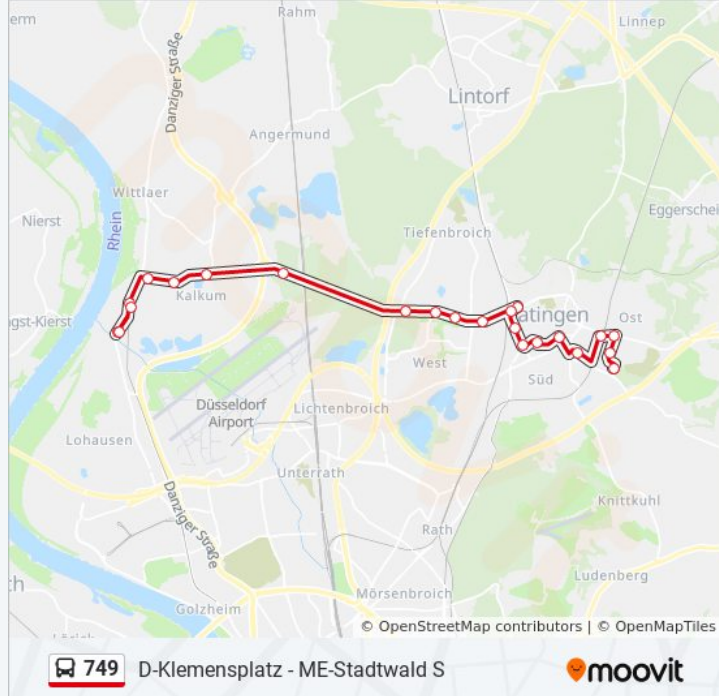 erm
Rahm
Linnep
Danziger Straße
Lintorf
Angermund
Wittlaer
Nierst
Rhein
Eggerschei
Tiefenbroich
Kalkum
ngst-Kierst
atingen
Ost
West
Süd
Düsseldorf
Airport
Lichtenbroich
Lohausen
Unterrath
Danziger Straße
Knittkuhl
Rath
Ludenberg
th
Mörsenbroich
Golzheim
© OpenStreetMap contributors | © OpenMapTiles
749 D-Klemensplatz - ME-Stadtwald S
moovit